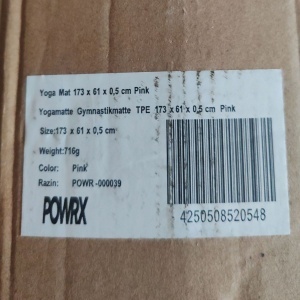 Yoga Mat 173 x 61 x 0,5 cm Pink
Yogamatte Gymnastikmatte TPE 173 x 61 x 0,5 cm Pink
Size:173 x 61 x 0,5 cm
Weight:716g
Color: Pink
Razin: POWR-000039
POWRX
4250508520548